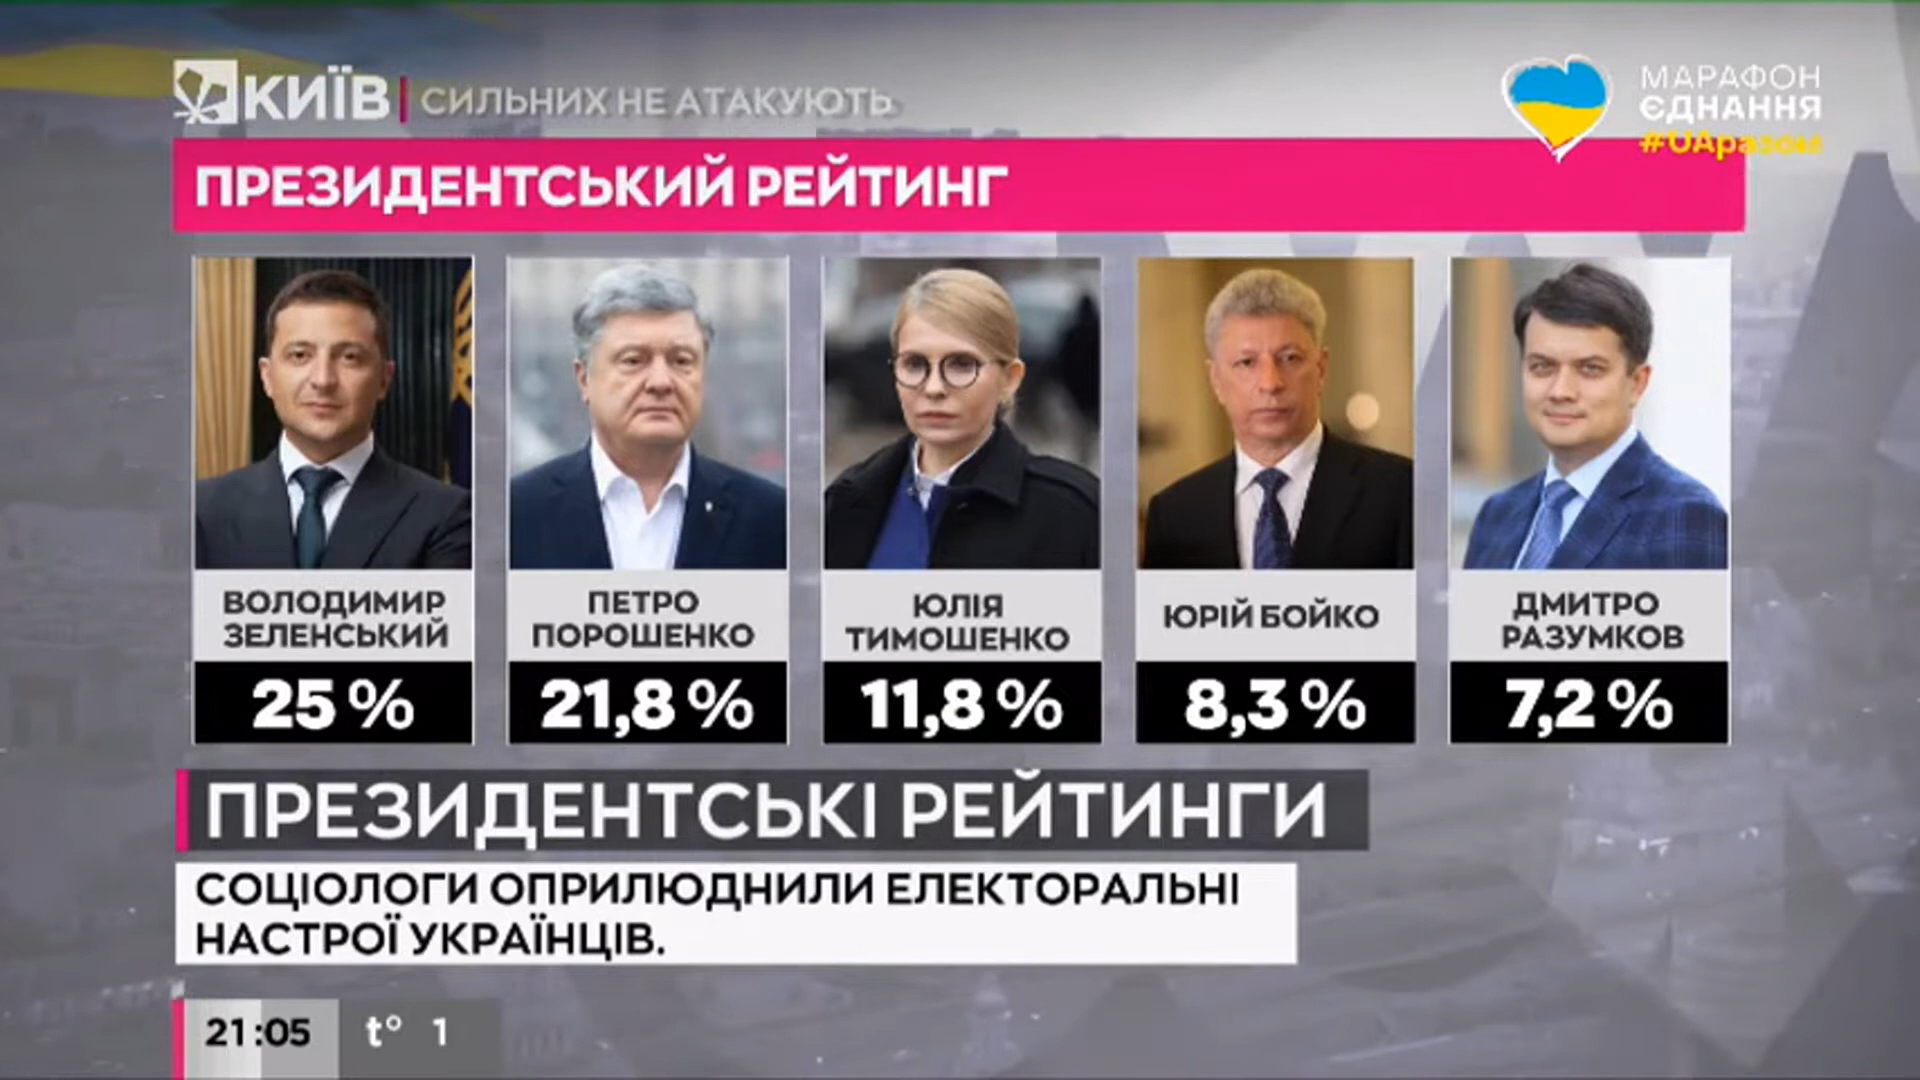 КИЇВ СИЛЬНИХ НЕ АТАКУЮТЬ
МАРАФОН
ЄДНАННЯ
#UAразом
ПРЕЗИДЕНТСЬКИЙ РЕЙТИНГ
ВОЛОДИМИР
ЗЕЛЕНСЬКИЙ
25 %
ПЕТРО
ПОРОШЕНКО
21,8 %
ЮЛІЯ
ТИМОШЕНКО
11,8 %
ЮРІЙ БОЙКО
8,3 %
ДМИТРО
РАЗУМКОВ
7,2 %
ПРЕЗИДЕНТСЬКІ РЕЙТИНГИ
СОЦІОЛОГИ ОПРИЛЮДНИЛИ ЕЛЕКТОРАЛЬНІ
НАСТРОЇ УКРАЇНЦІВ.
21:05 t° 1